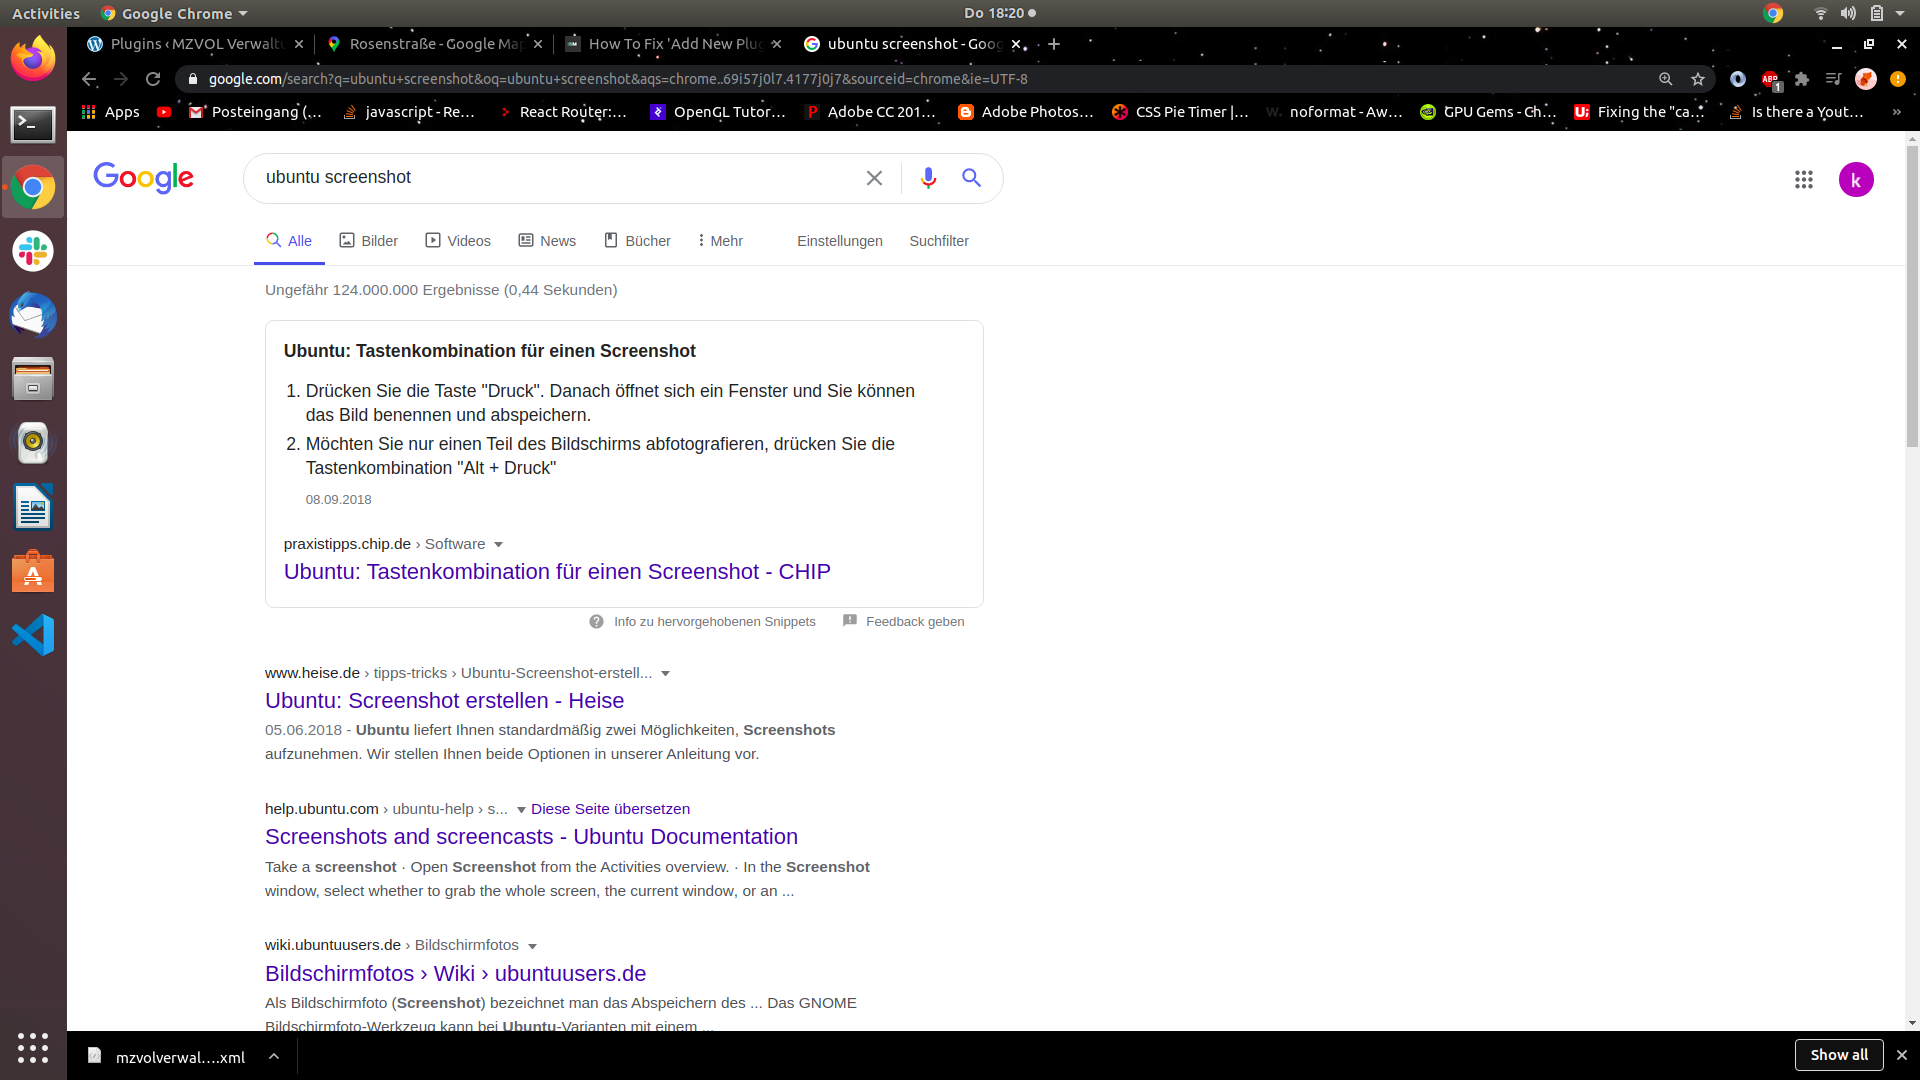 Activities Google Chrome Do 18:20
Plugins ‹ MZVOL Verwaltu Rosenstraße - Google Map How To Fix 'Add New Plug ubuntu screenshot - Goog
google.com/search?q=ubuntu+screenshot&oq=ubuntu+screenshot&aqs=chrome..69i57j0l7.4177j0j7&sourceid=chrome&ie=UTF-8 ABP 1
Apps Posteingang (… javascript - Re… React Router:… OpenGL Tutor… Adobe CC 201… Adobe Photos… CSS Pie Timer |… noformat - Aw… GPU Gems - Ch… Fixing the "ca… Is there a Yout… »
Google ubuntu screenshot k
Alle Bilder Videos News Bücher Mehr Einstellungen Suchfilter
Ungefähr 124.000.000 Ergebnisse (0,44 Sekunden)
Ubuntu: Tastenkombination für einen Screenshot
1. Drücken Sie die Taste "Druck". Danach öffnet sich ein Fenster und Sie können
das Bild benennen und abspeichern.
2. Möchten Sie nur einen Teil des Bildschirms abfotografieren, drücken Sie die
Tastenkombination "Alt + Druck"
08.09.2018
praxistipps.chip.de › Software
Ubuntu: Tastenkombination für einen Screenshot - CHIP
Info zu hervorgehobenen Snippets Feedback geben
www.heise.de › tipps-tricks › Ubuntu-Screenshot-erstell...
Ubuntu: Screenshot erstellen - Heise
05.06.2018 - Ubuntu liefert Ihnen standardmäßig zwei Möglichkeiten, Screenshots
aufzunehmen. Wir stellen Ihnen beide Optionen in unserer Anleitung vor.
help.ubuntu.com › ubuntu-help › s... Diese Seite übersetzen
Screenshots and screencasts - Ubuntu Documentation
Take a screenshot · Open Screenshot from the Activities overview. · In the Screenshot
window, select whether to grab the whole screen, the current window, or an ...
wiki.ubuntuusers.de › Bildschirmfotos
Bildschirmfotos › Wiki › ubuntuusers.de
Als Bildschirmfoto (Screenshot) bezeichnet man das Abspeichern des ... Das GNOME
Bildschirmfoto-Werkzeug kann bei Ubuntu-Varianten mit einem ...
mzvolverwal….xml Show all